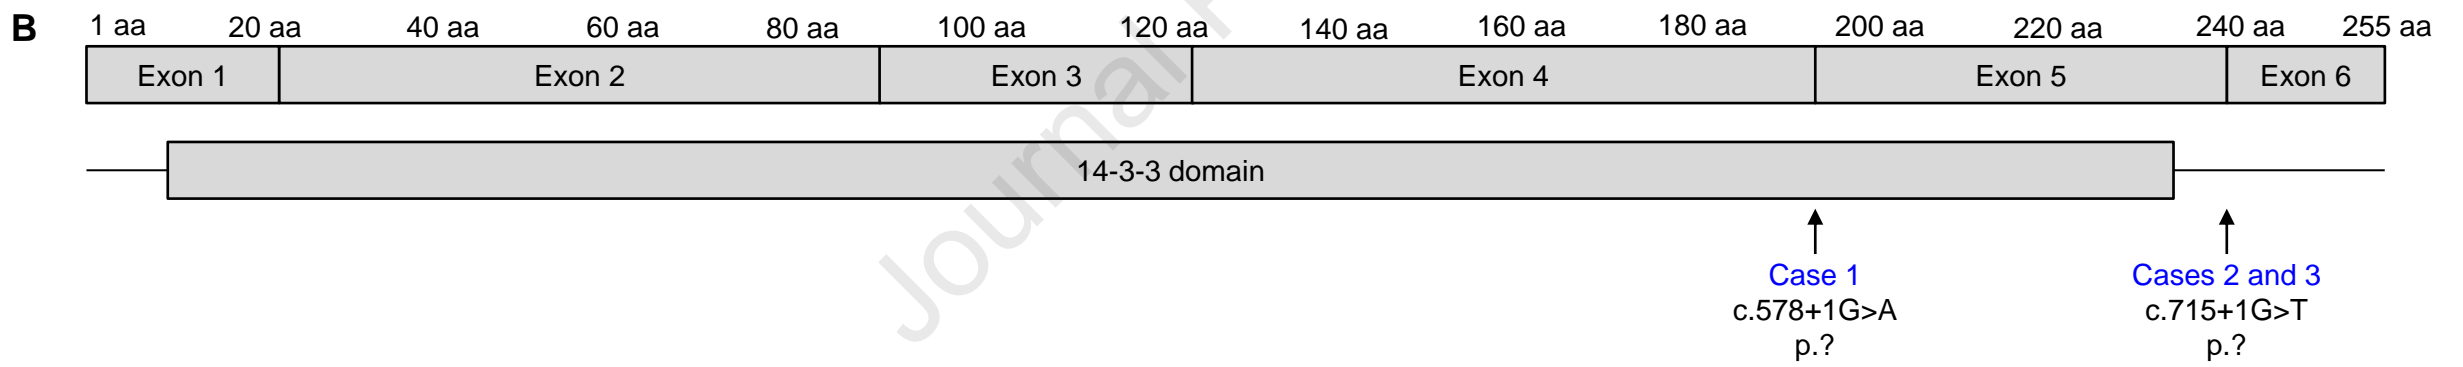 B
1 aa 20 aa 40 aa 60 aa 80 aa 100 aa 120 aa 140 aa 160 aa 180 aa 200 aa 220 aa 240 aa 255 aa
Exon 1 Exon 2 Exon 3 Exon 4 Exon 5 Exon 6
14-3-3 domain
Case 1
c.578+1G>A
p.?
Cases 2 and 3
c.715+1G>T
p.?
Journal